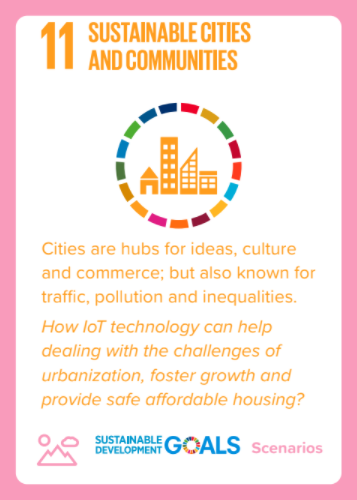 11 SUSTAINABLE CITIES
AND COMMUNITIES
Cities are hubs for ideas, culture
and commerce; but also known for
traffic, pollution and inequalities.
How IoT technology can help
dealing with the challenges of
urbanization, foster growth and
provide safe affordable housing?
SUSTAINABLE
DEVELOPMENT GOALS
Scenarios